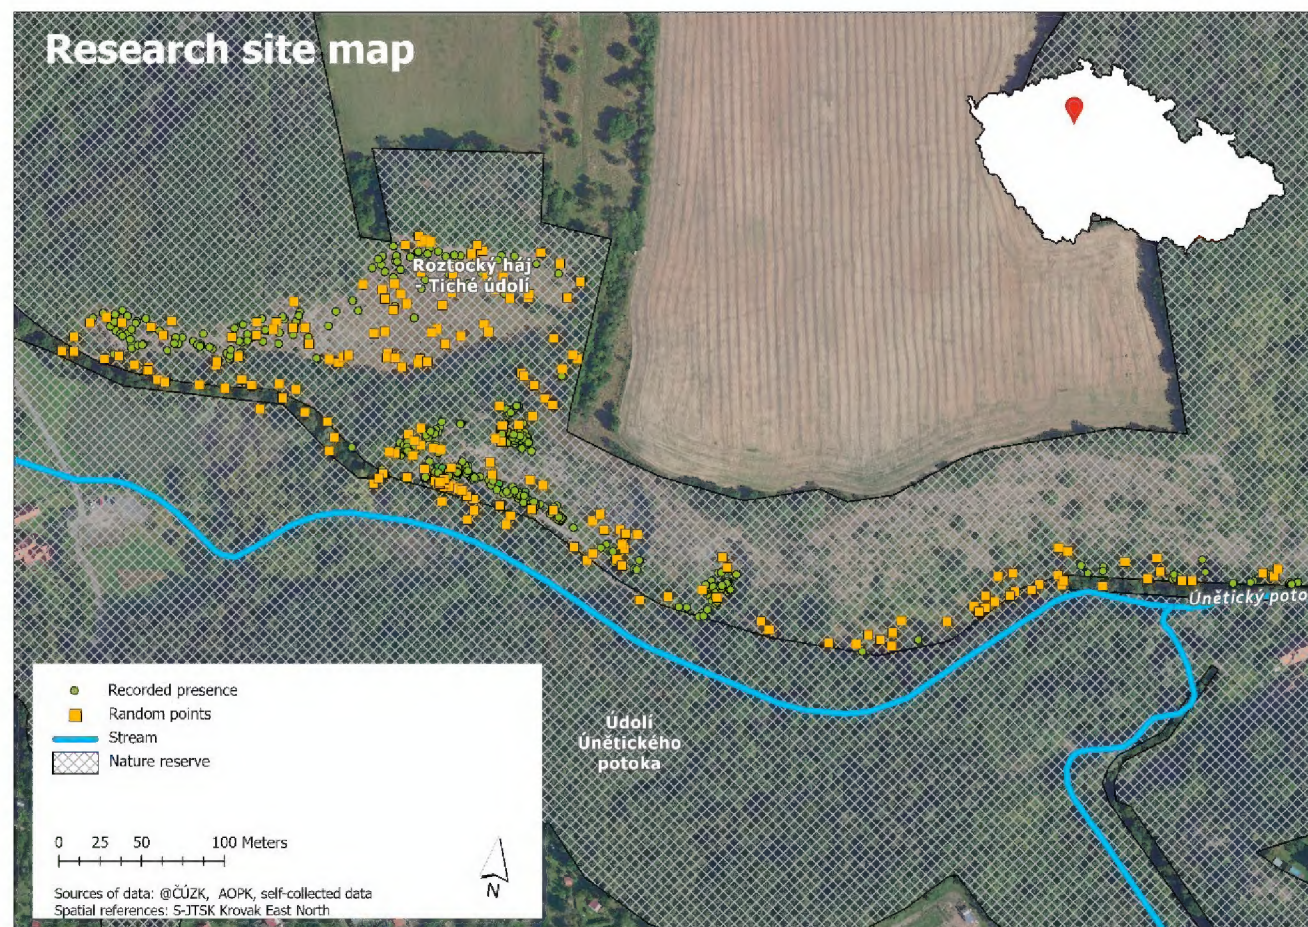 Research site map
Roztocký háj
- Tiché údolí
Únětický poto
Údolí
Únětického
potoka
Recorded presence
Random points
Stream
Nature reserve
0 25 50 100 Meters
N
Sources of data: @ČÚZK, AOPK, self-collected data
Spatial references: S-JTSK Krovak East North